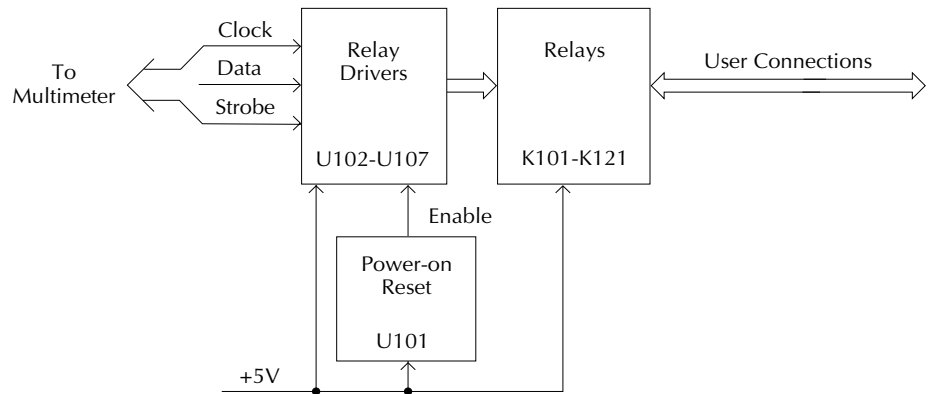 To
Multimeter
Clock
Data
Strobe
Relay
Drivers
U102-U107
Relays
K101-K121
User Connections
Enable
Power-on
Reset
U101
+5V